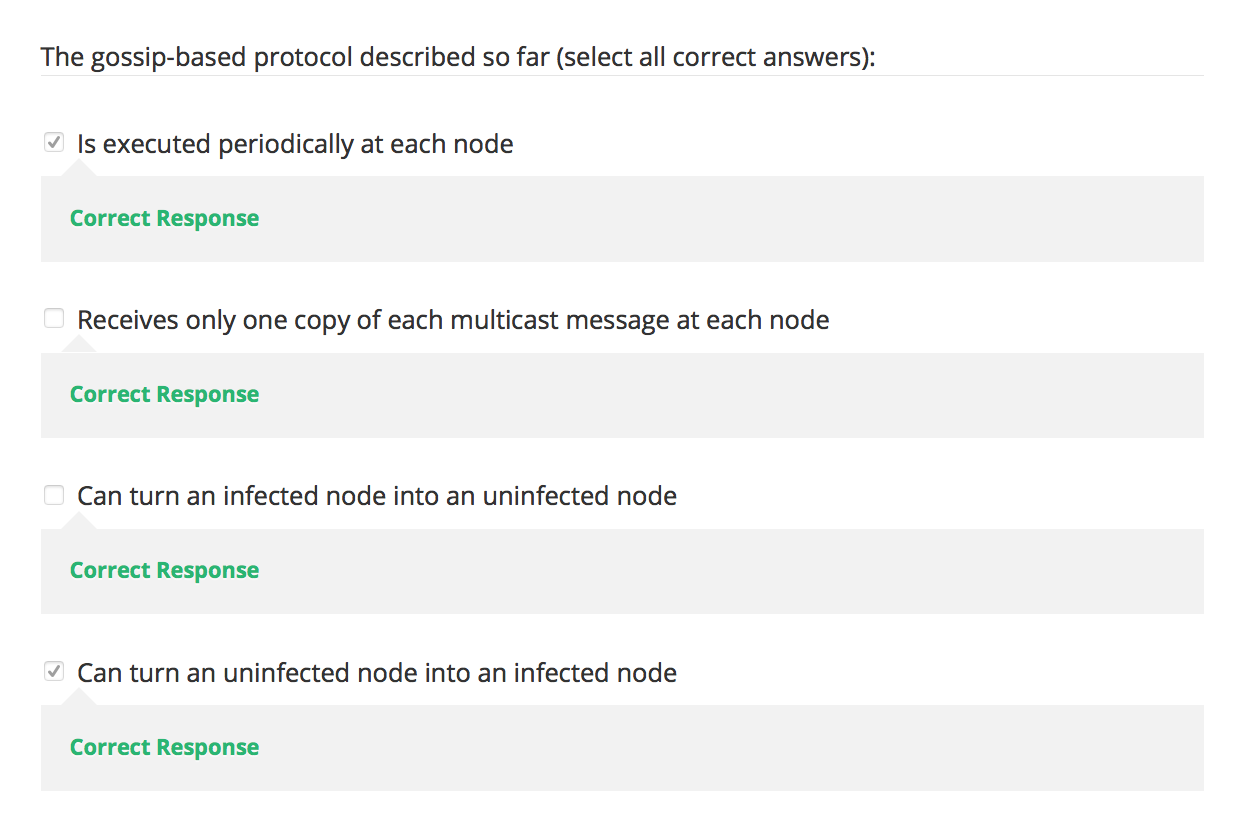 The gossip-based protocol described so far (select all correct answers):
Is executed periodically at each node
Correct Response
Receives only one copy of each multicast message at each node
Correct Response
Can turn an infected node into an uninfected node
Correct Response
Can turn an uninfected node into an infected node
Correct Response